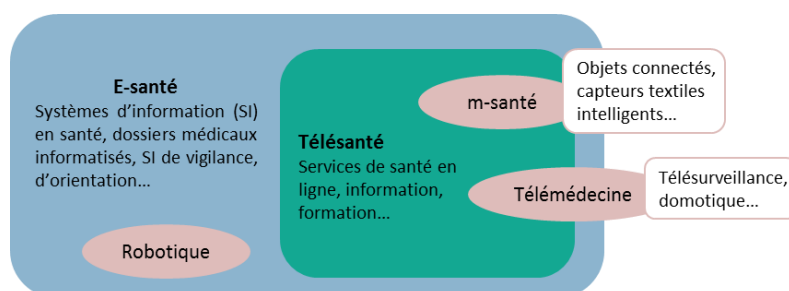 E-santé
Systèmes d'information (SI)
en santé, dossiers médicaux
informatisés, SI de vigilance,
d'orientation...
Robotique
Télésanté
Services de santé en
ligne, information,
formation...
m-santé
Objets connectés,
capteurs textiles
intelligents...
Télémédecine
Télésurveillance,
domotique...